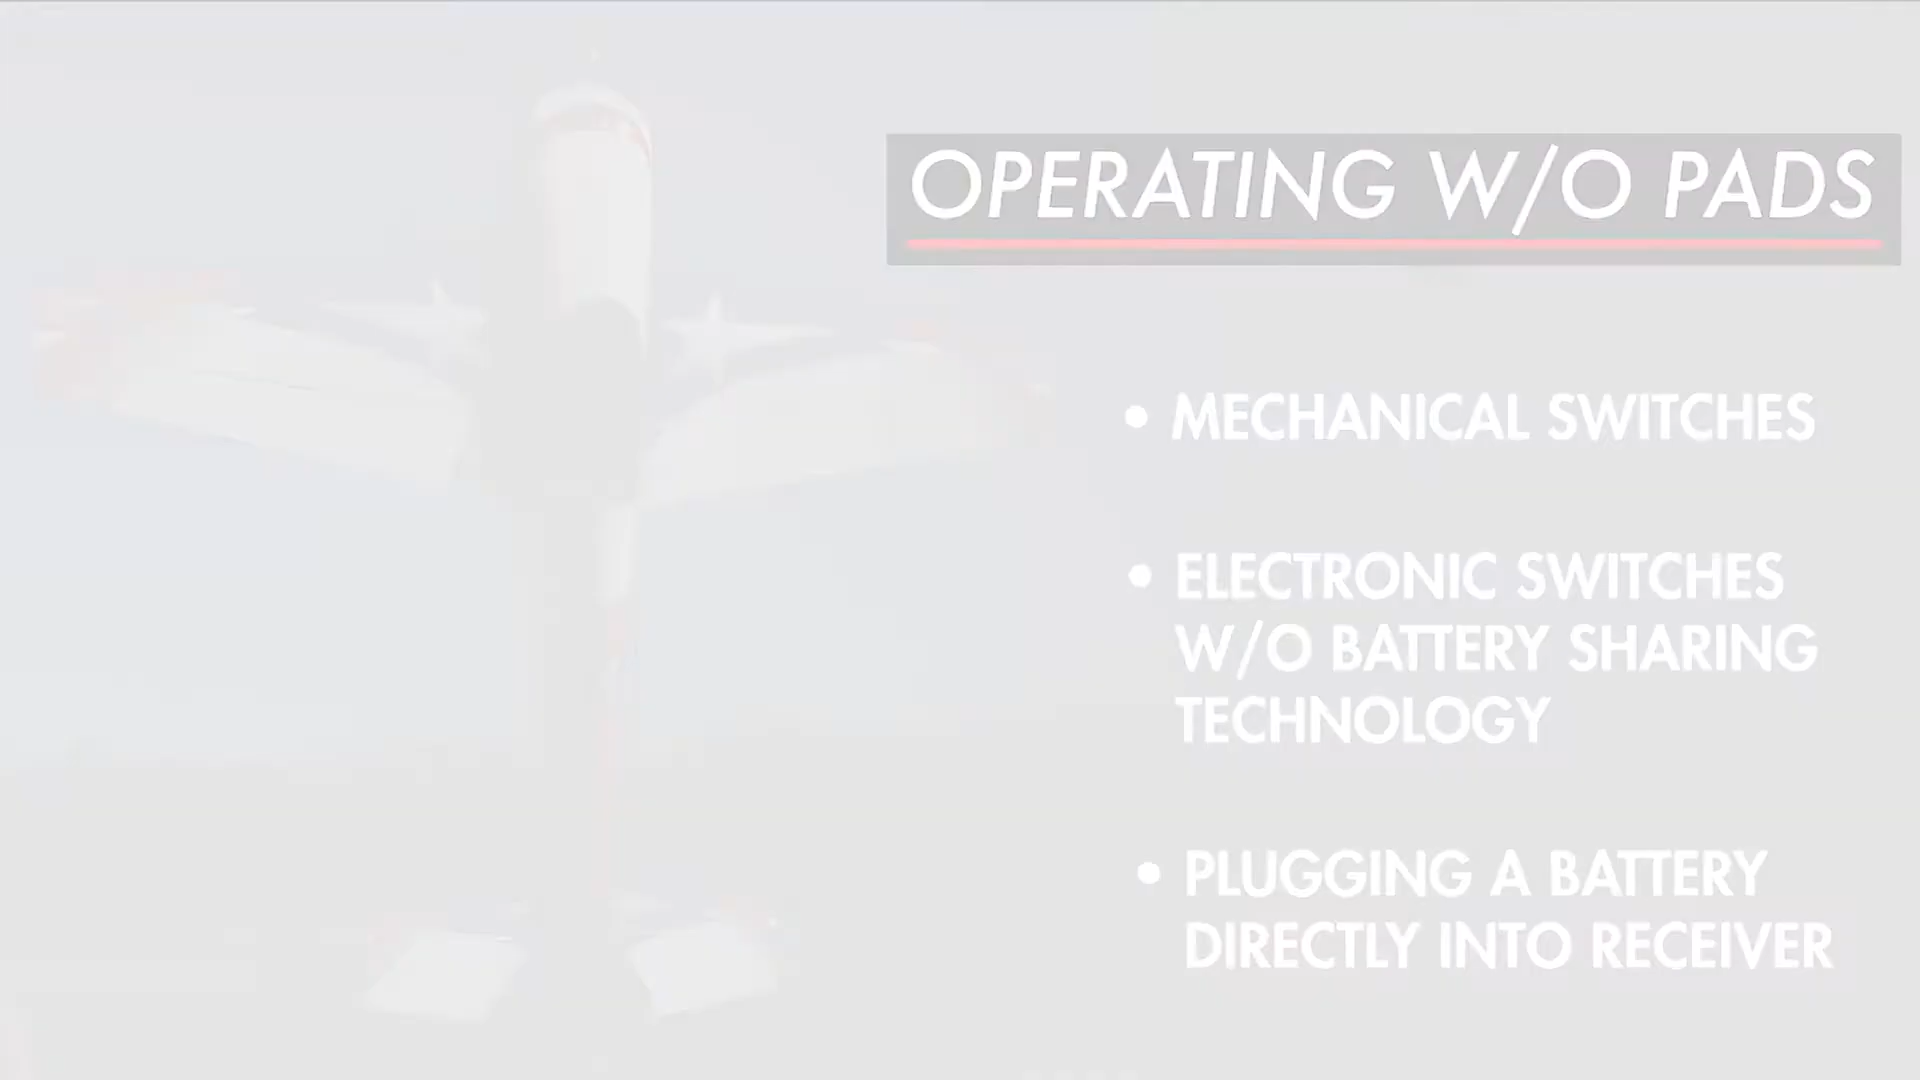 OPERATING W/O PADS
• MECHANICAL SWITCHES
• ELECTRONIC SWITCHES
W/O BATTERY SHARING
TECHNOLOGY
• PLUGGING A BATTERY
DIRECTLY INTO RECEIVER